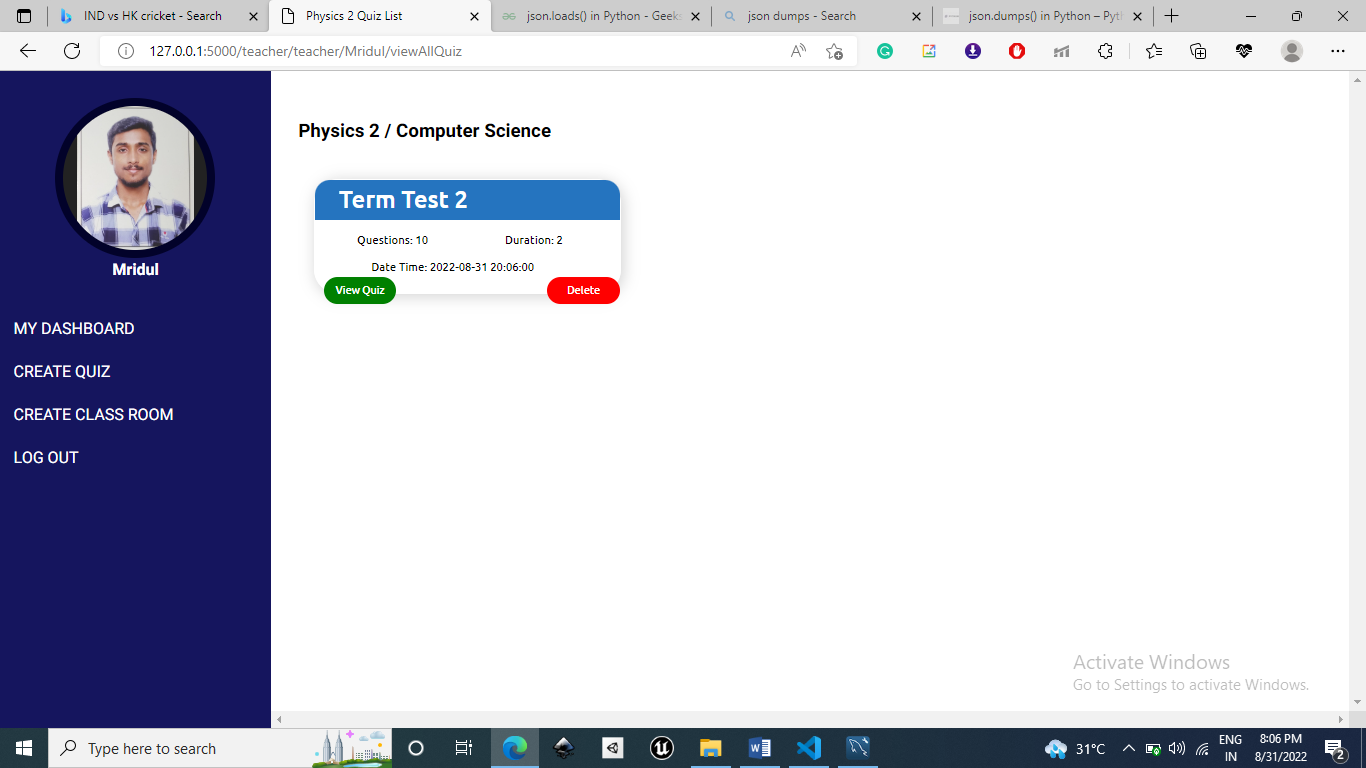 IND vs HK cricket - Search
Physics 2 Quiz List
json.loads() in Python - Geeks
json dumps - Search
json.dumps() in Python – Pyth
127.0.0.1:5000/teacher/teacher/Mridul/viewAllQuiz
Mridul
MY DASHBOARD
CREATE QUIZ
CREATE CLASS ROOM
LOG OUT
Physics 2 / Computer Science
Term Test 2
Questions: 10 Duration: 2
Date Time: 2022-08-31 20:06:00
View Quiz Delete
Activate Windows
Go to Settings to activate Windows.
Type here to search
31°C
ENG
IN
8:06 PM
8/31/2022
2